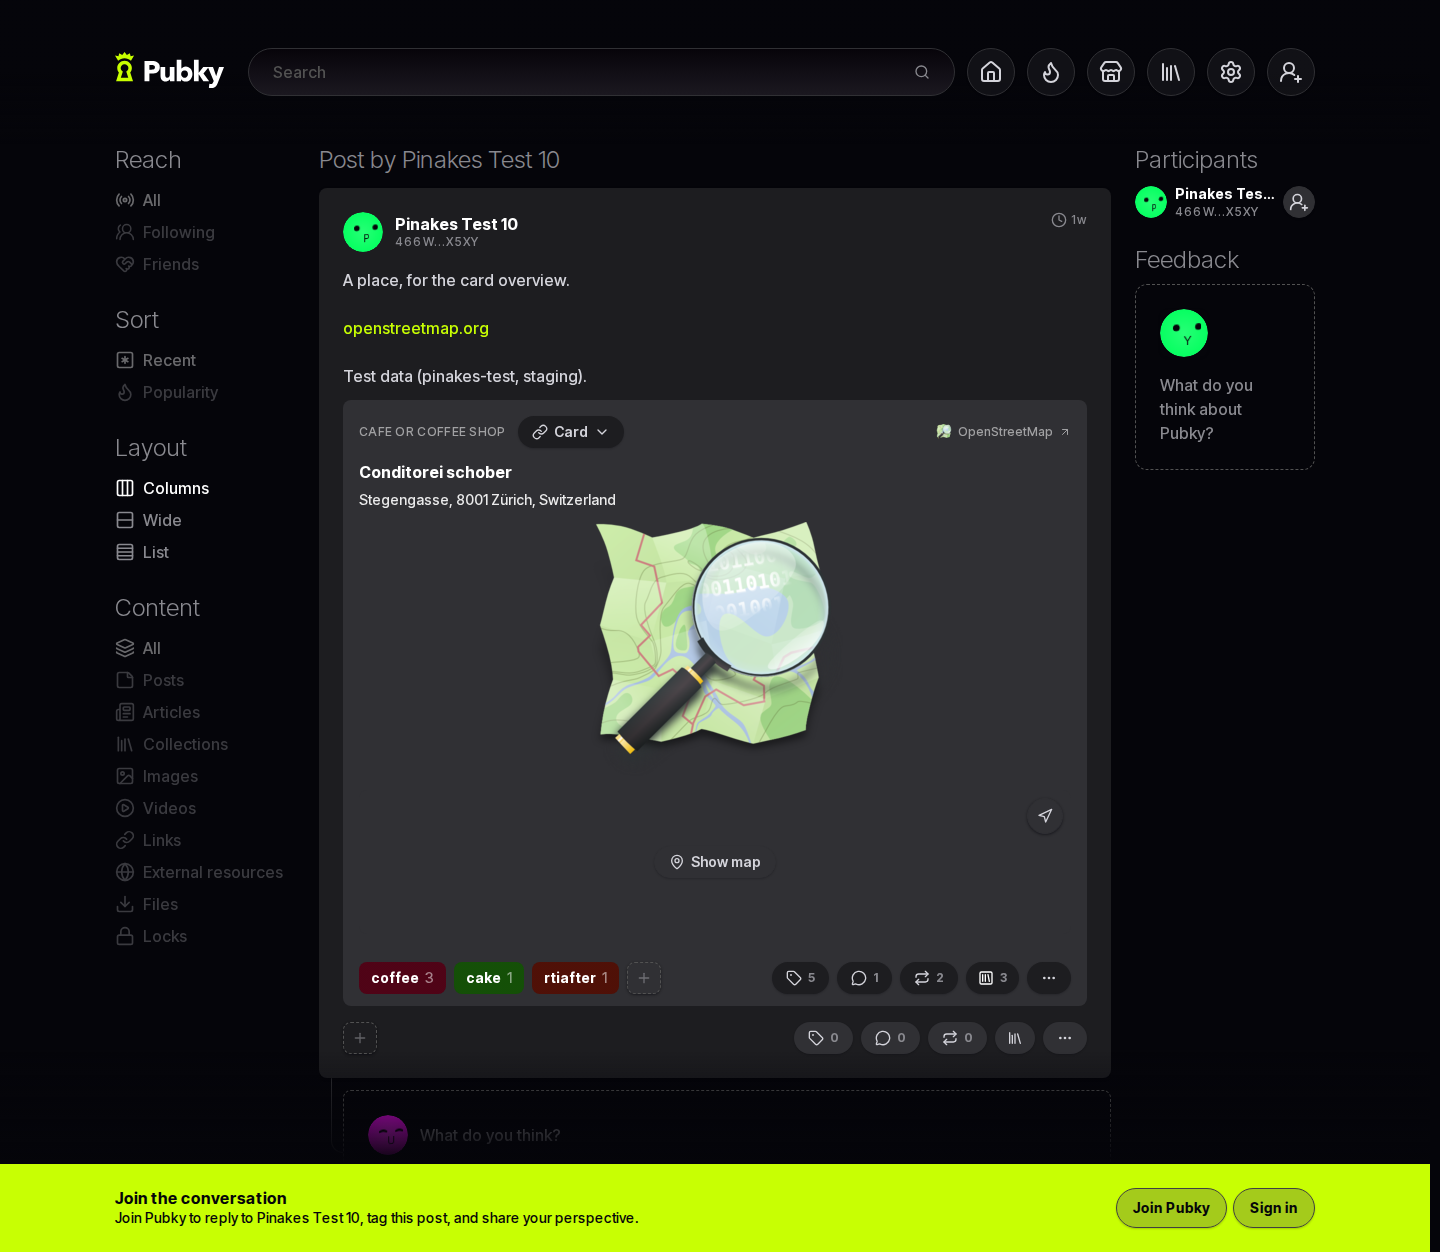 Pubky
Search
Reach
All
Following
Friends
Sort
Recent
Popularity
Layout
Columns
Wide
List
Content
All
Posts
Articles
Collections
Images
Videos
Links
External resources
Files
Locks
Post by Pinakes Test 10
P
Pinakes Test 10
466W...X5XY
1w
A place, for the card overview.
openstreetmap.org
Test data (pinakes-test, staging).
CAFE OR COFFEE SHOP
Card
OpenStreetMap
Conditorei schober
Stegengasse, 8001 Zürich, Switzerland
Show map
coffee 3
cake 1
rtiafter 1
5
1
2
3
0
0
0
U
What do you think?
Participants
P
Pinakes Tes...
466W...X5XY
Feedback
Y
What do you
think about
Pubky?
Join the conversation
Join Pubky to reply to Pinakes Test 10, tag this post, and share your perspective.
Join Pubky
Sign in